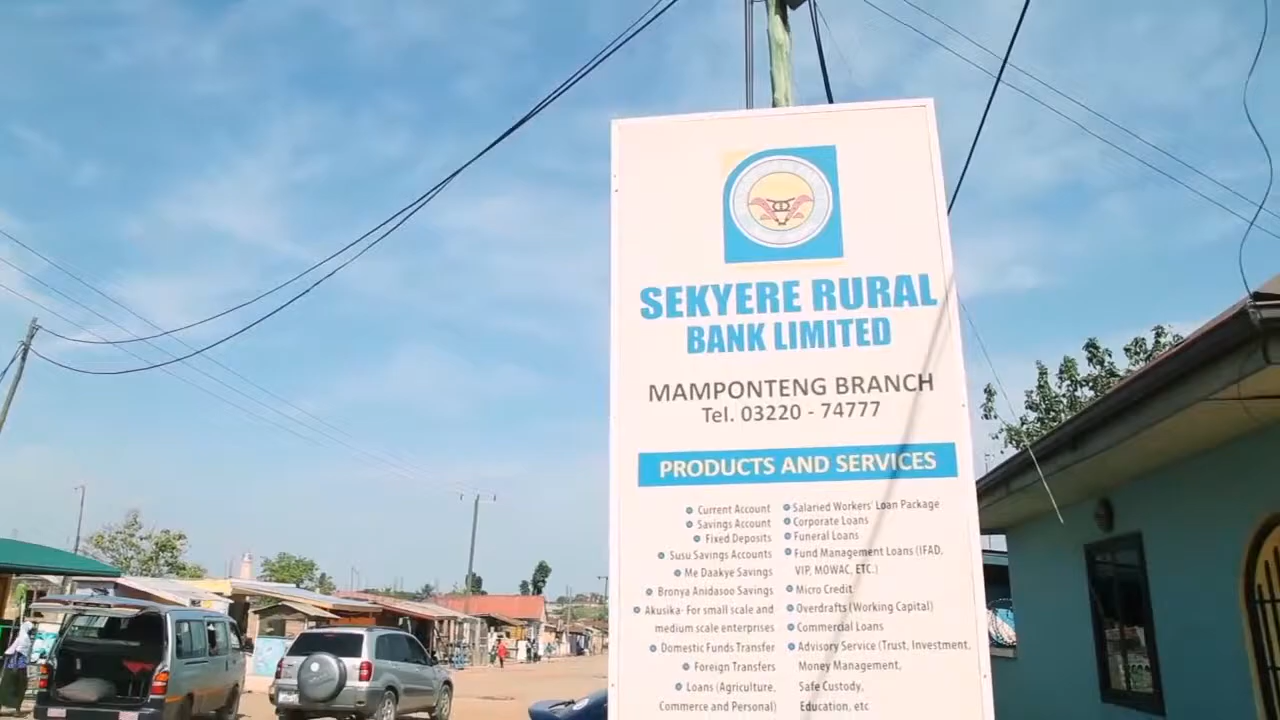 SEKYERE RURAL
BANK LIMITED
MAMPONTENG BRANCH
Tel. 03220 - 74777
PRODUCTS AND SERVICES
Current Account
Savings Account
Fixed Deposits
Susu Savings Accounts
Me Daakye Savings
Bronya Anidasoo Savings
Akusika- For small scale and
medium scale enterprises
Domestic Funds Transfer
Foreign Transfers
Loans (Agriculture,
Commerce and Personal)
Salaried Workers' Loan Package
Corporate Loans
Funeral Loans
Fund Management Loans (IFAD,
VIP, MOWAC, ETC.)
Micro Credit
Overdrafts (Working Capital)
Commercial Loans
Advisory Service (Trust, Investment,
Money Management,
Safe Custody,
Education, etc